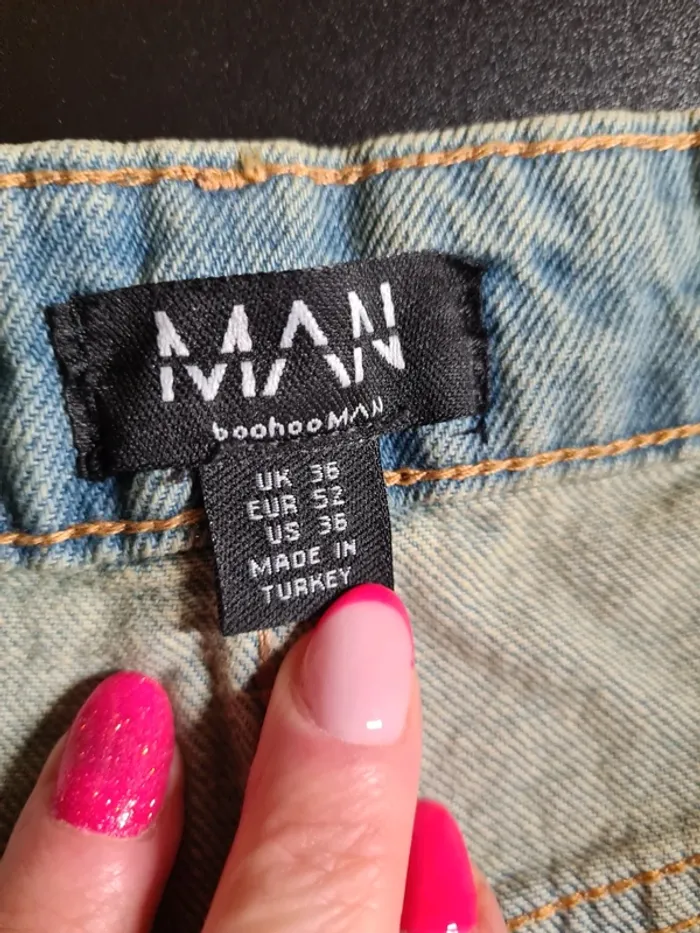 MAN
boohooMAN
UK 36
EUR 52
US 36
MADE IN
TURKEY